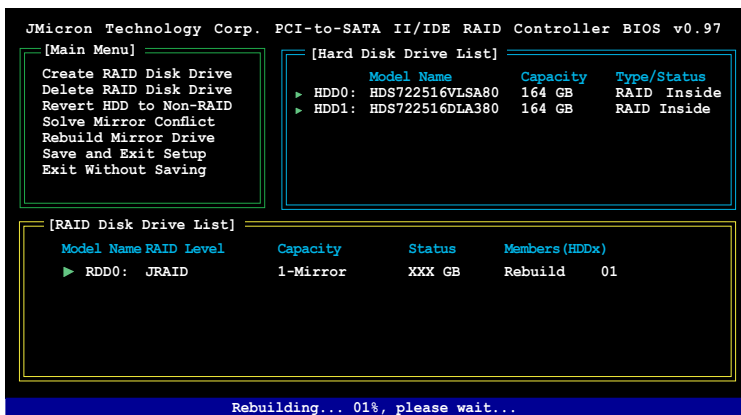 JMicron Technology Corp. PCI-to-SATA II/IDE RAID Controller BIOS v0.97
[Main Menu]
Create RAID Disk Drive
Delete RAID Disk Drive
Revert HDD to Non-RAID
Solve Mirror Conflict
Rebuild Mirror Drive
Save and Exit Setup
Exit Without Saving
[Hard Disk Drive List]
Model Name Capacity Type/Status
HDD0: HDS722516VLSA80 164 GB RAID Inside
HDD1: HDS722516DLA380 164 GB RAID Inside
[RAID Disk Drive List]
Model Name RAID Level Capacity Status Members(HDDx)
RDD0: JRAID 1-Mirror XXX GB Rebuild 01
Rebuilding... 01%, please wait...